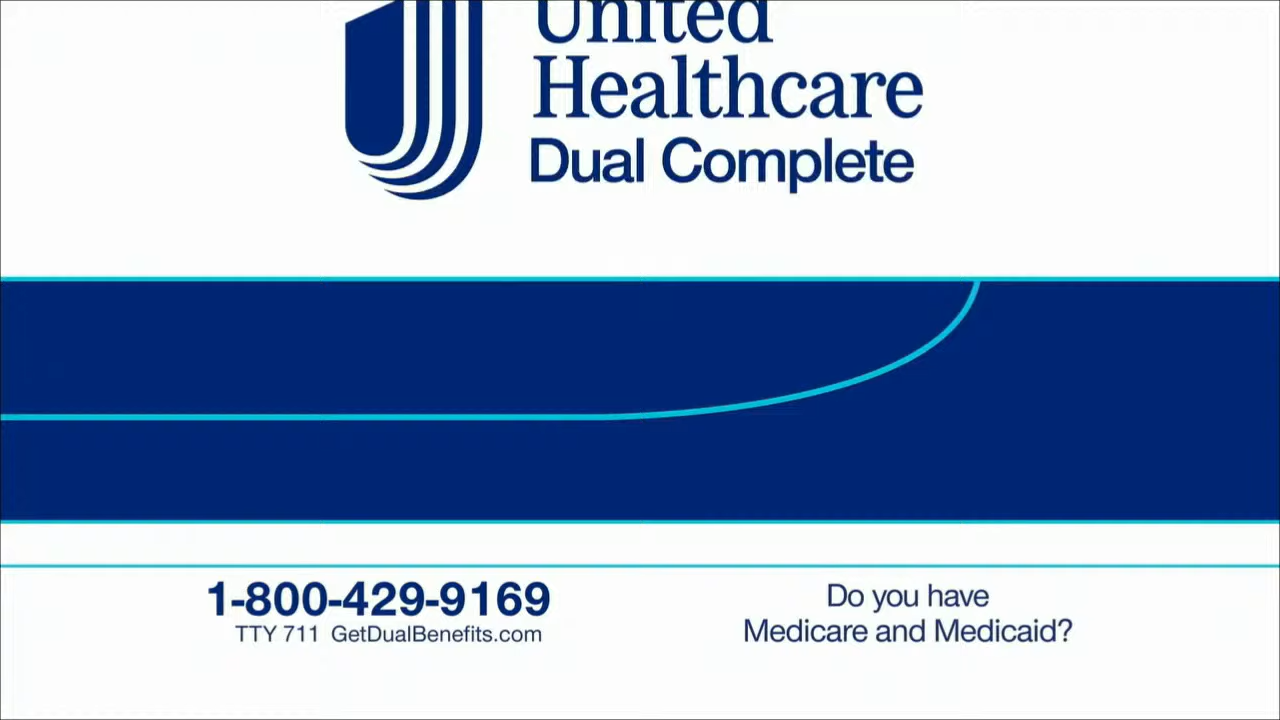 United
Healthcare
Dual Complete
1-800-429-9169
TTY 711 GetDualBenefits.com
Do you have
Medicare and Medicaid?